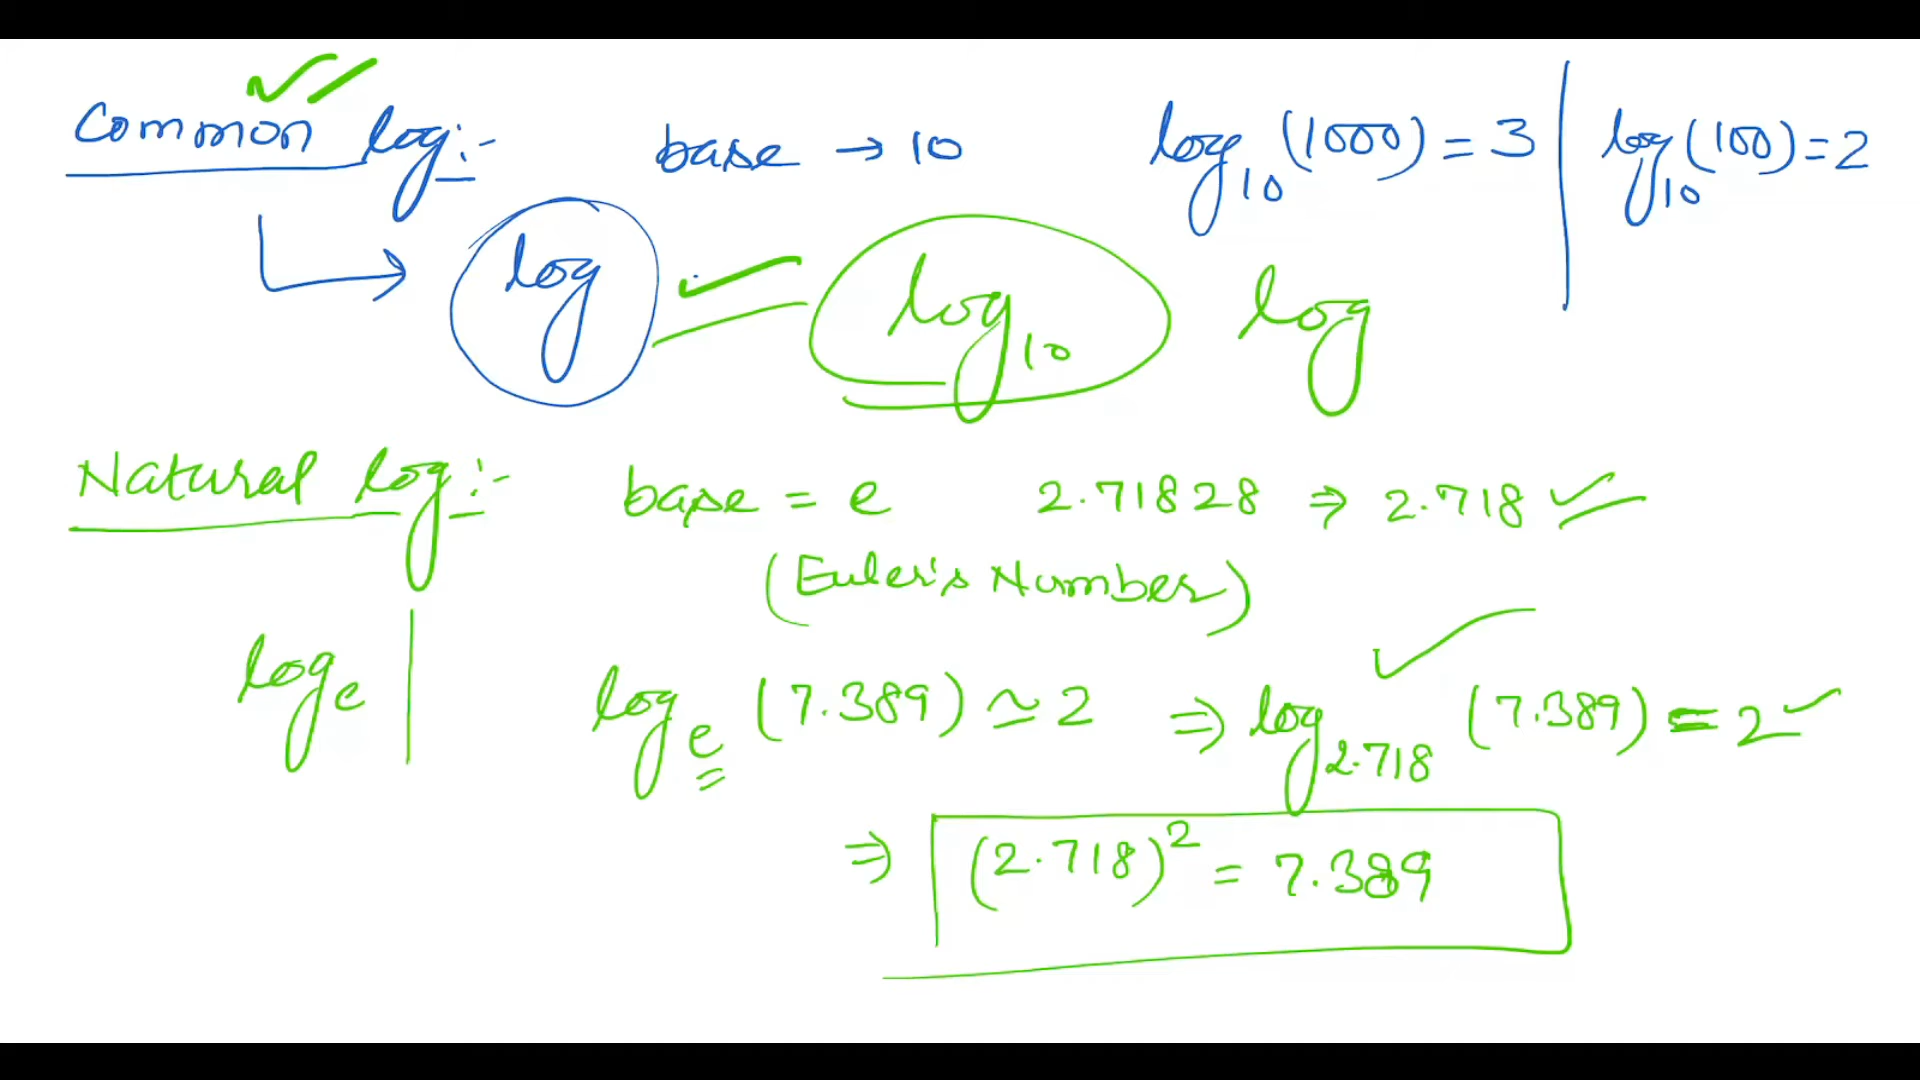 Common log:- base → 10 log₁₀(1000) = 3 | log₁₀(100) = 2
log log₁₀ log
Natural log:- base = e 2.71828 ⇒ 2.718
(Euler's Number)
logₑ | logₑ(7.389) ≃ 2 ⇒ log₂.₇₁₈(7.389) = 2
⇒ (2.718)² = 7.389